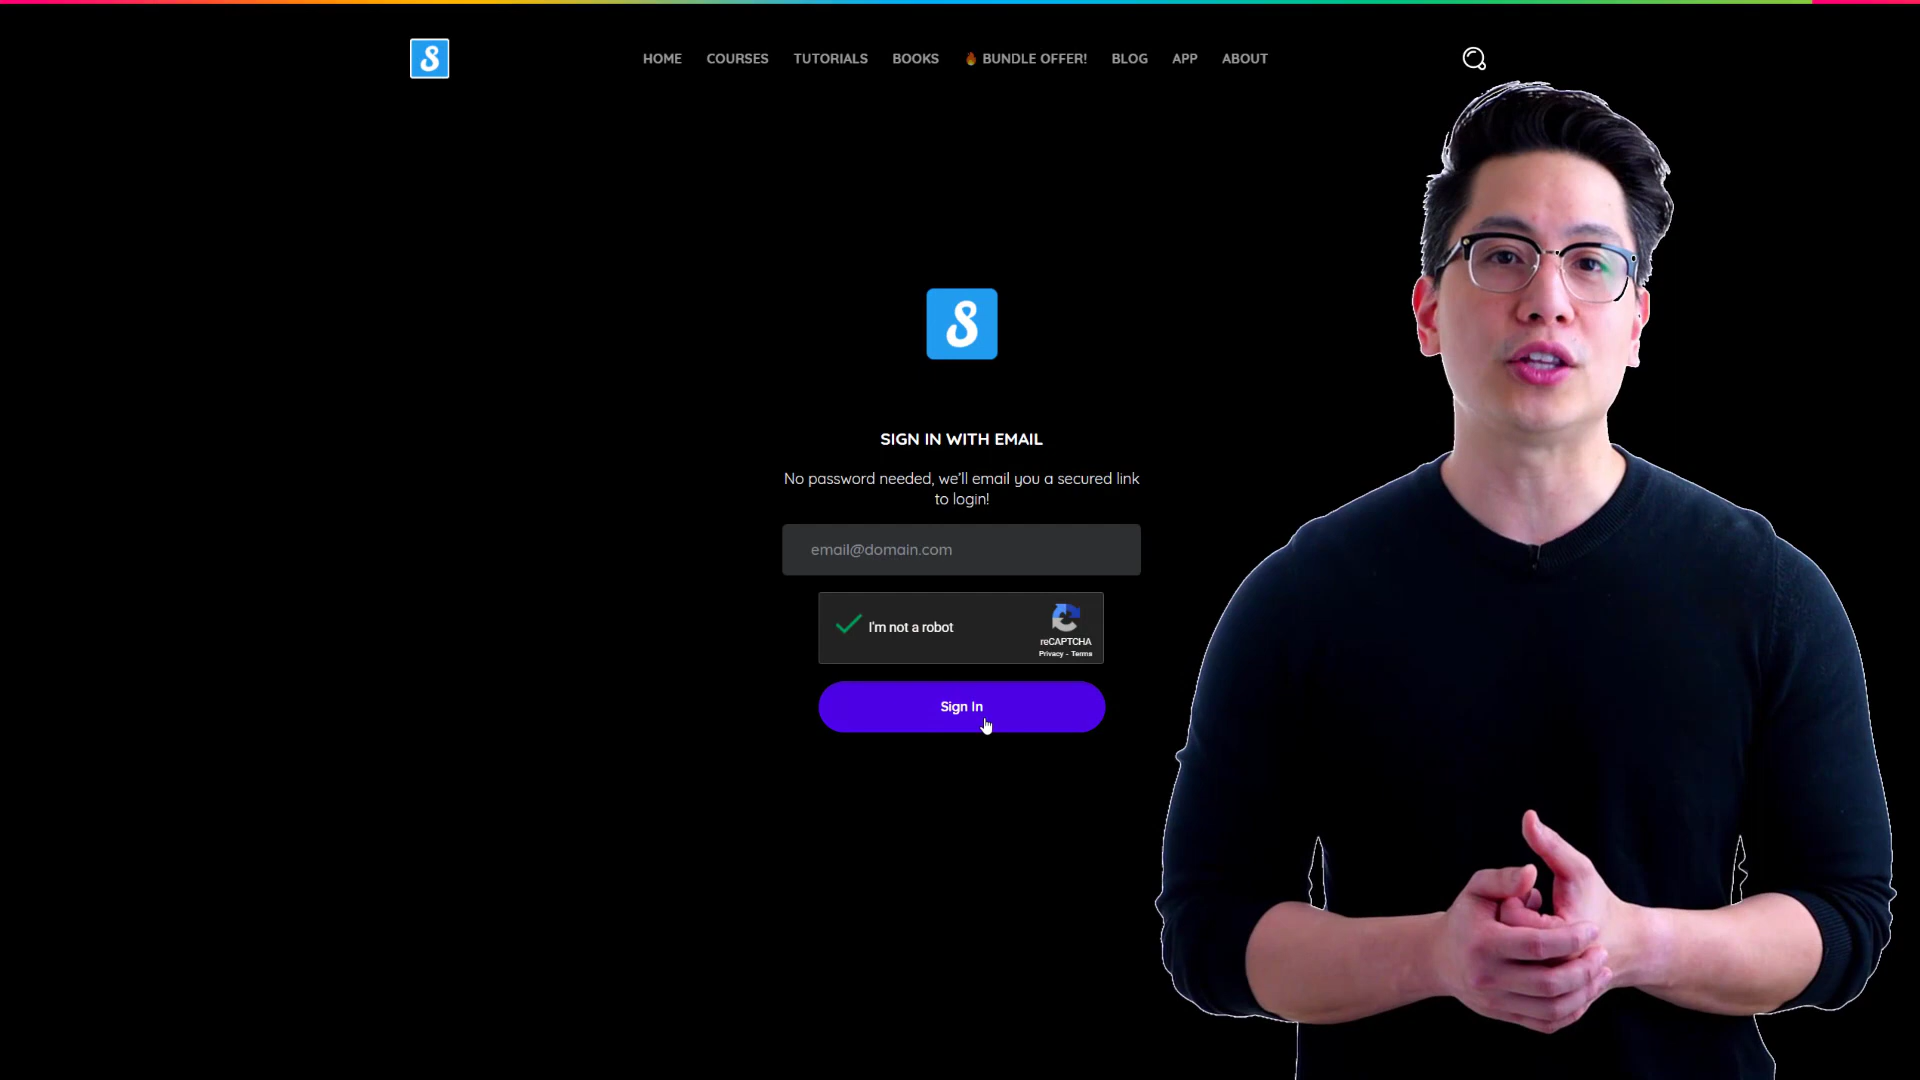 S
HOME COURSES TUTORIALS BOOKS 🔥 BUNDLE OFFER! BLOG APP ABOUT
S
SIGN IN WITH EMAIL
No password needed, we'll email you a secured link
to login!
email@domain.com
I'm not a robot
reCAPTCHA
Privacy - Terms
Sign In